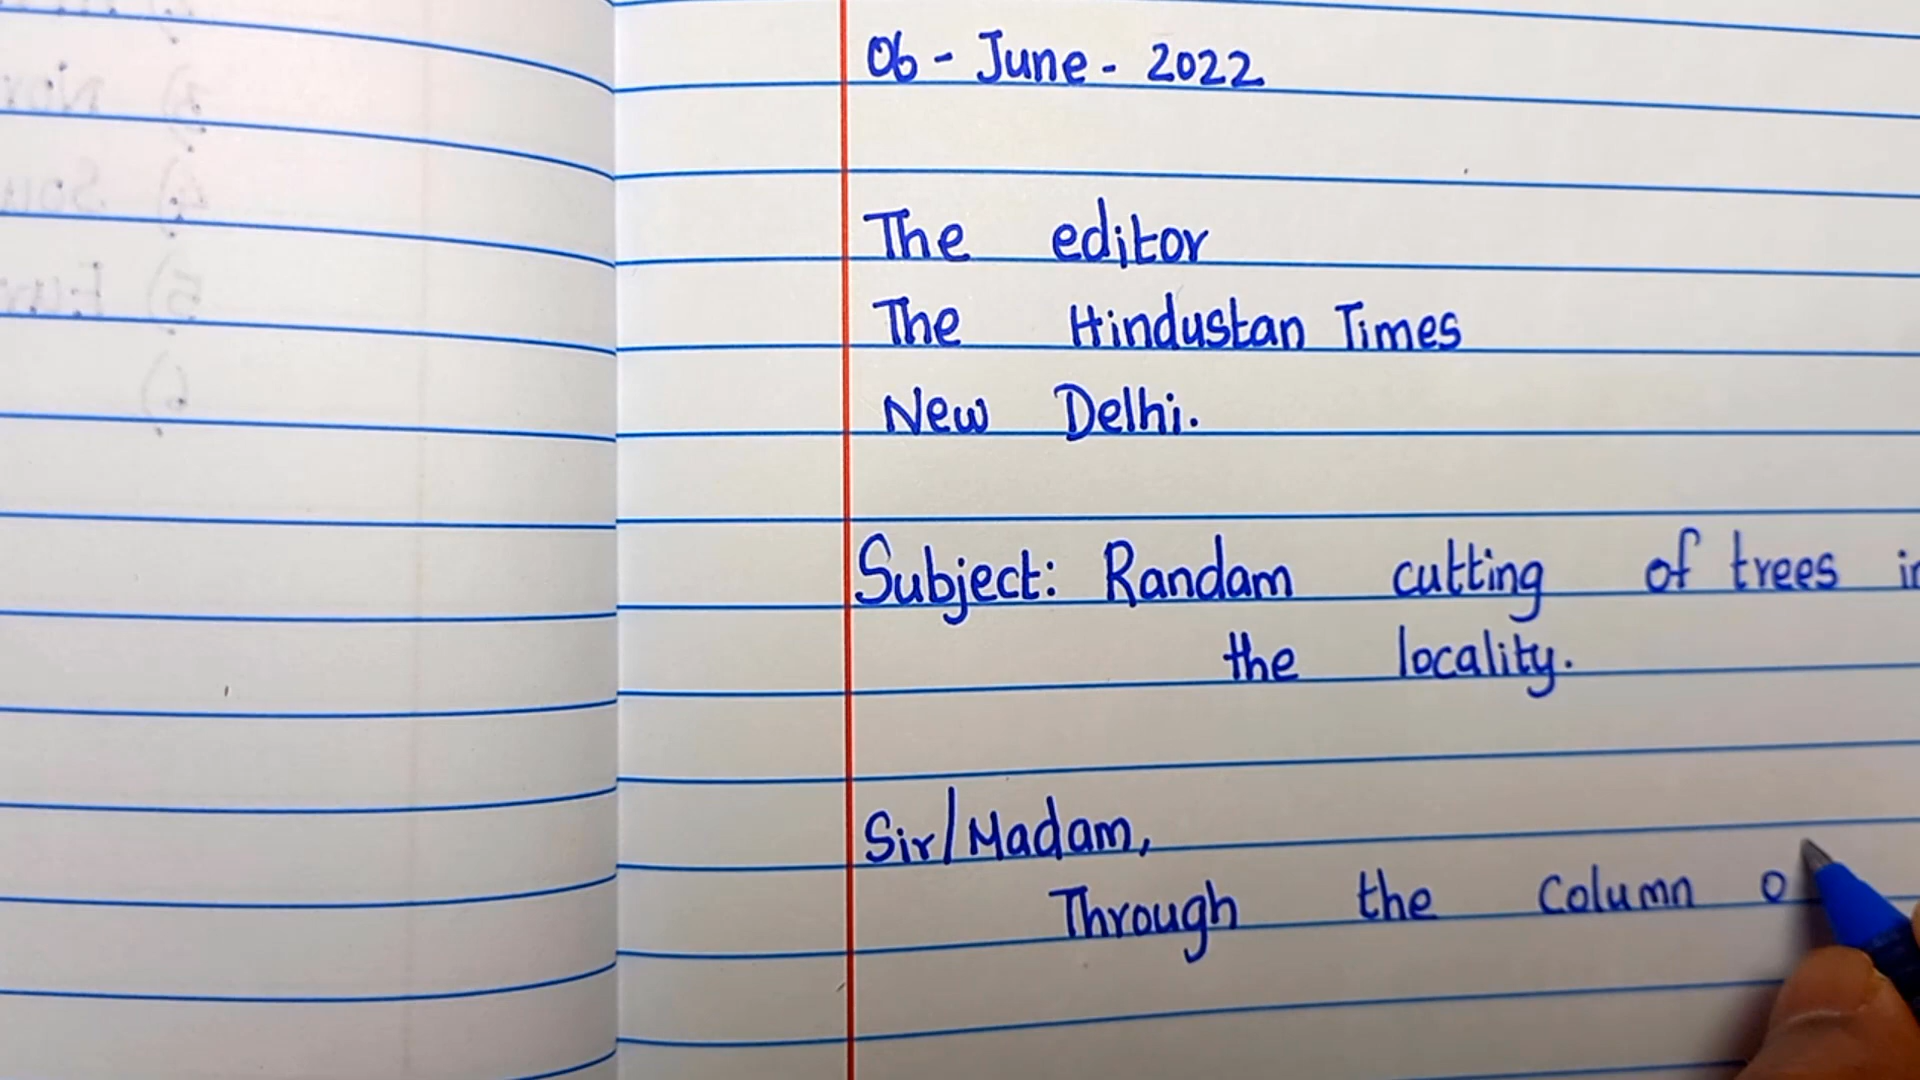 06 - June - 2022
The editor
The Hindustan Times
New Delhi.
Subject: Randam cutting of trees in
the locality.
Sir/Madam,
Through the column o